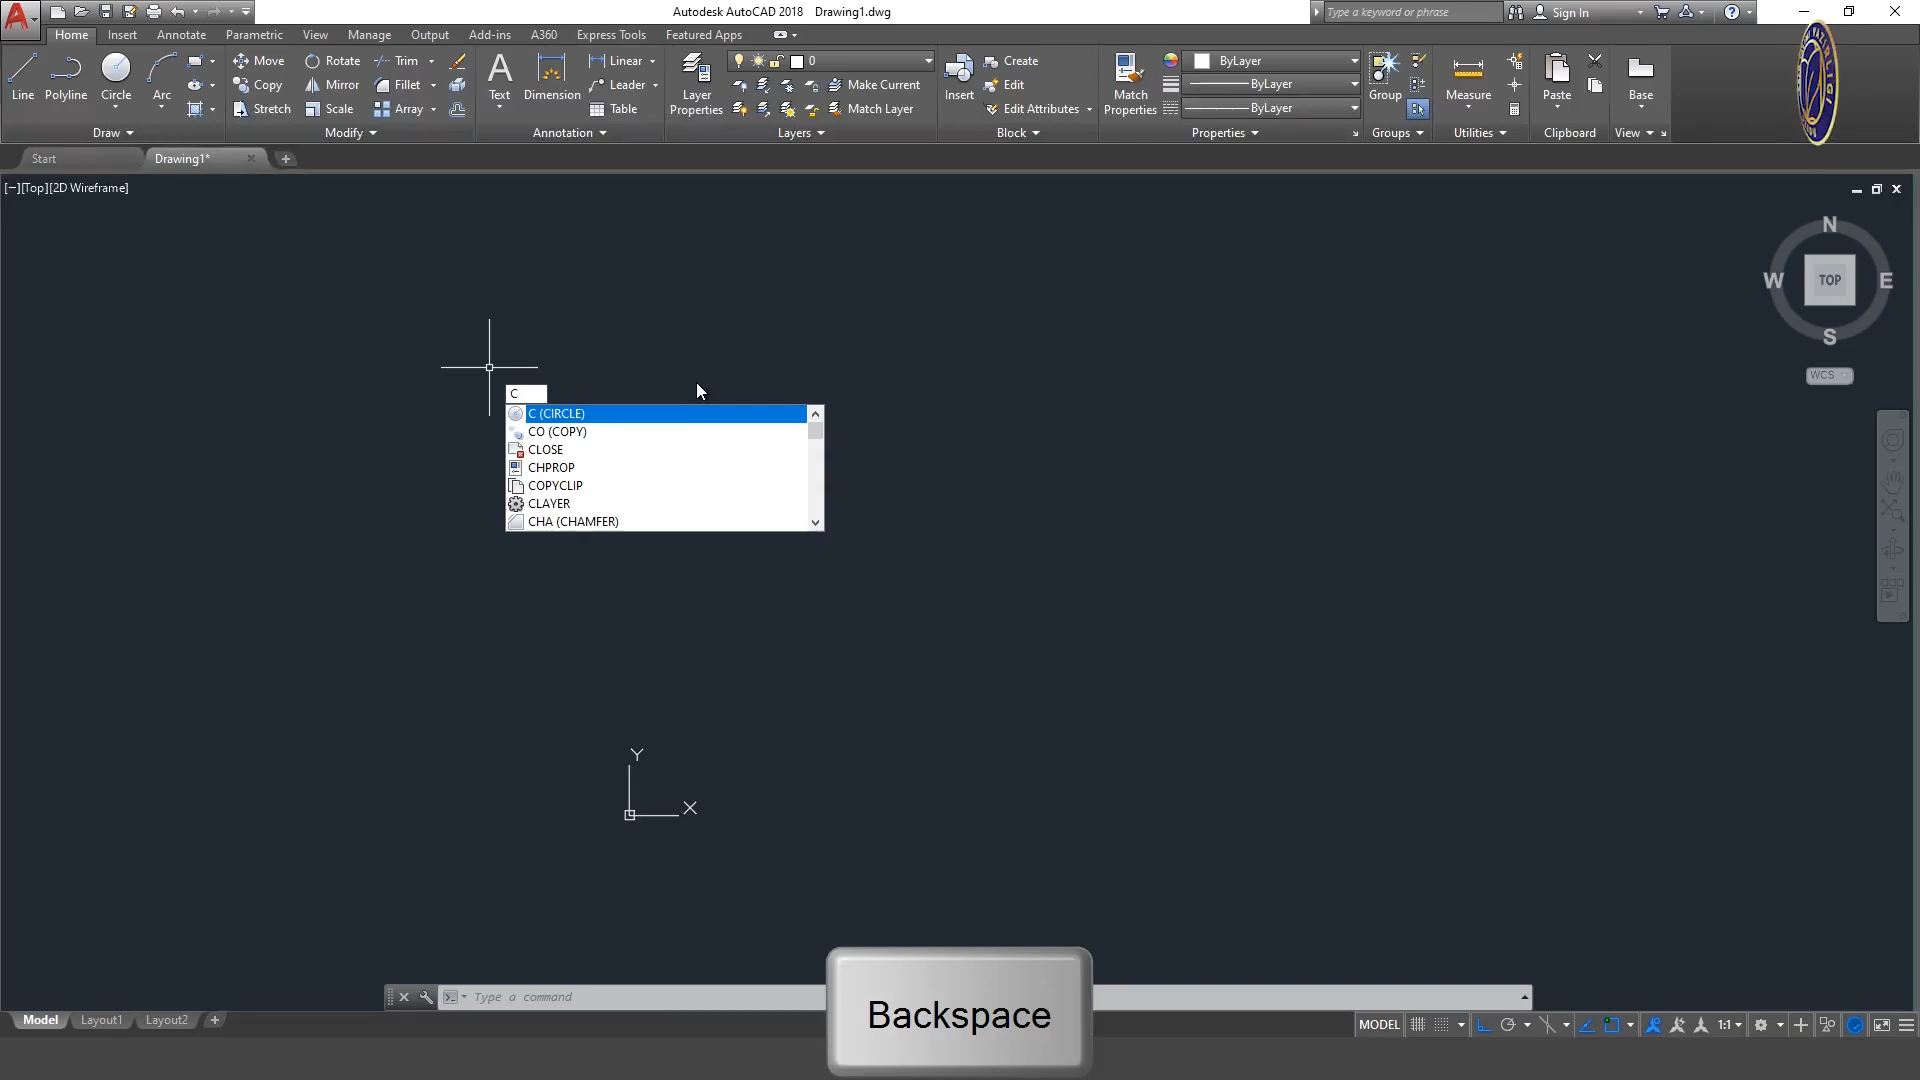 Autodesk AutoCAD 2018 Drawing1.dwg
Type a keyword or phrase
Sign In
Home Insert Annotate Parametric View Manage Output Add-ins A360 Express Tools Featured Apps
Line
Polyline
Circle
Arc
Draw
Move
Rotate
Trim
Copy
Mirror
Fillet
Stretch
Scale
Array
Modify
Text
Dimension
Linear
Leader
Table
Annotation
Layer Properties
0
Make Current
Match Layer
Layers
Insert
Create
Edit
Edit Attributes
Block
Match Properties
ByLayer
ByLayer
ByLayer
Properties
Group
Groups
Measure
Utilities
Paste
Clipboard
Base
View
Start
Drawing1*
[−][Top][2D Wireframe]
N
W
TOP
E
S
WCS
C
C (CIRCLE)
CO (COPY)
CLOSE
CHPROP
COPYCLIP
CLAYER
CHA (CHAMFER)
Y
X
Type a command
Backspace
Model Layout1 Layout2
MODEL
1:1